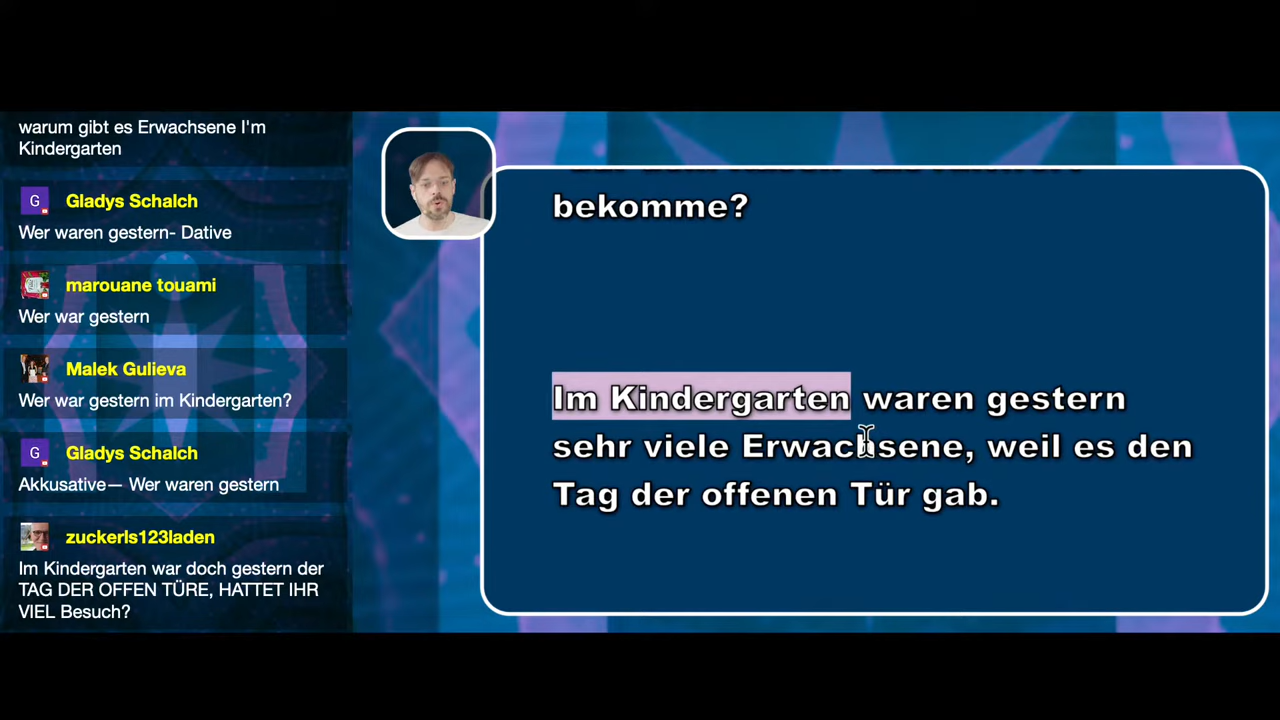 warum gibt es Erwachsene I'm
Kindergarten
G
Gladys Schalch
Wer waren gestern- Dative
marouane touami
Wer war gestern
Malek Gulieva
Wer war gestern im Kindergarten?
G
Gladys Schalch
Akkusative— Wer waren gestern
zuckerls123laden
Im Kindergarten war doch gestern der
TAG DER OFFEN TÜRE, HATTET IHR
VIEL Besuch?
bekomme?
Im Kindergarten waren gestern
sehr viele Erwachsene, weil es den
Tag der offenen Tür gab.